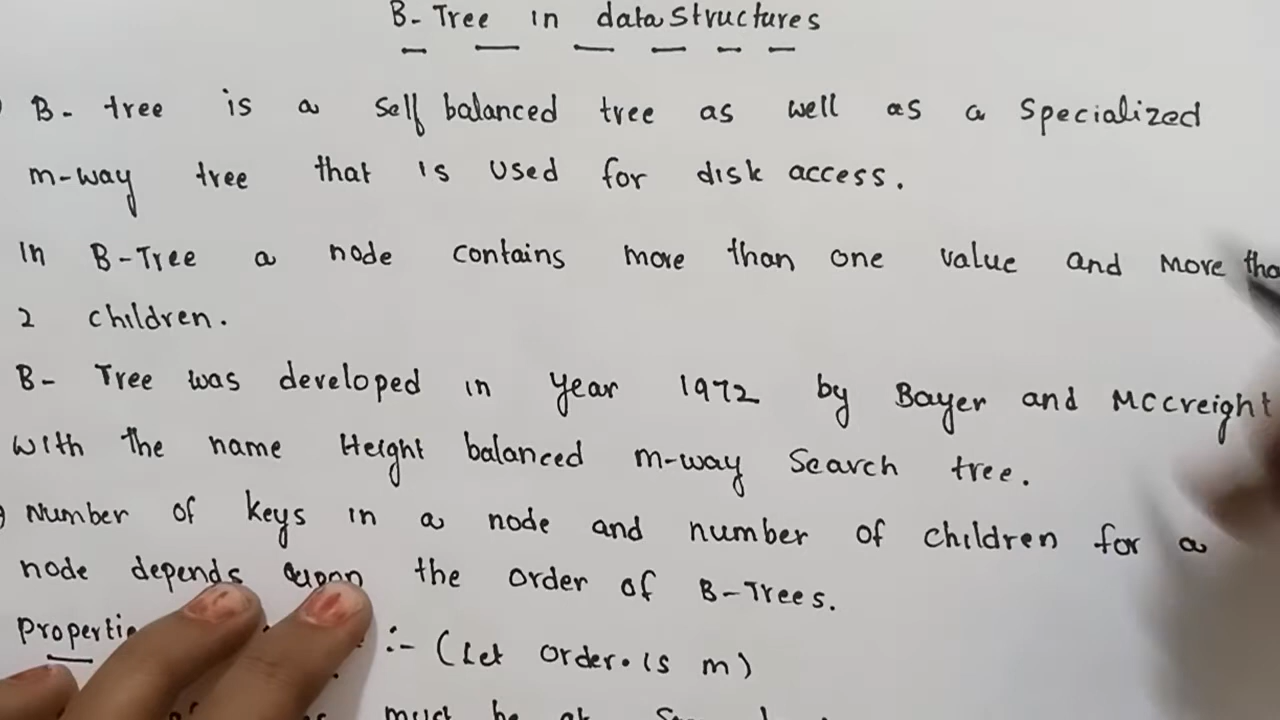 B- Tree in data Structures
B- tree is a Self balanced tree as well as a Specialized
m-way tree that is used for disk access.
In B-Tree a node contains more than one value and more
2 children.
B- Tree was developed in year 1972 by Bayer and McCreight
with the name Height balanced m-way Search tree.
Number of keys in a node and number of children for a
node depends upon the order of B-Trees.
:- (Let order is m)
must be at